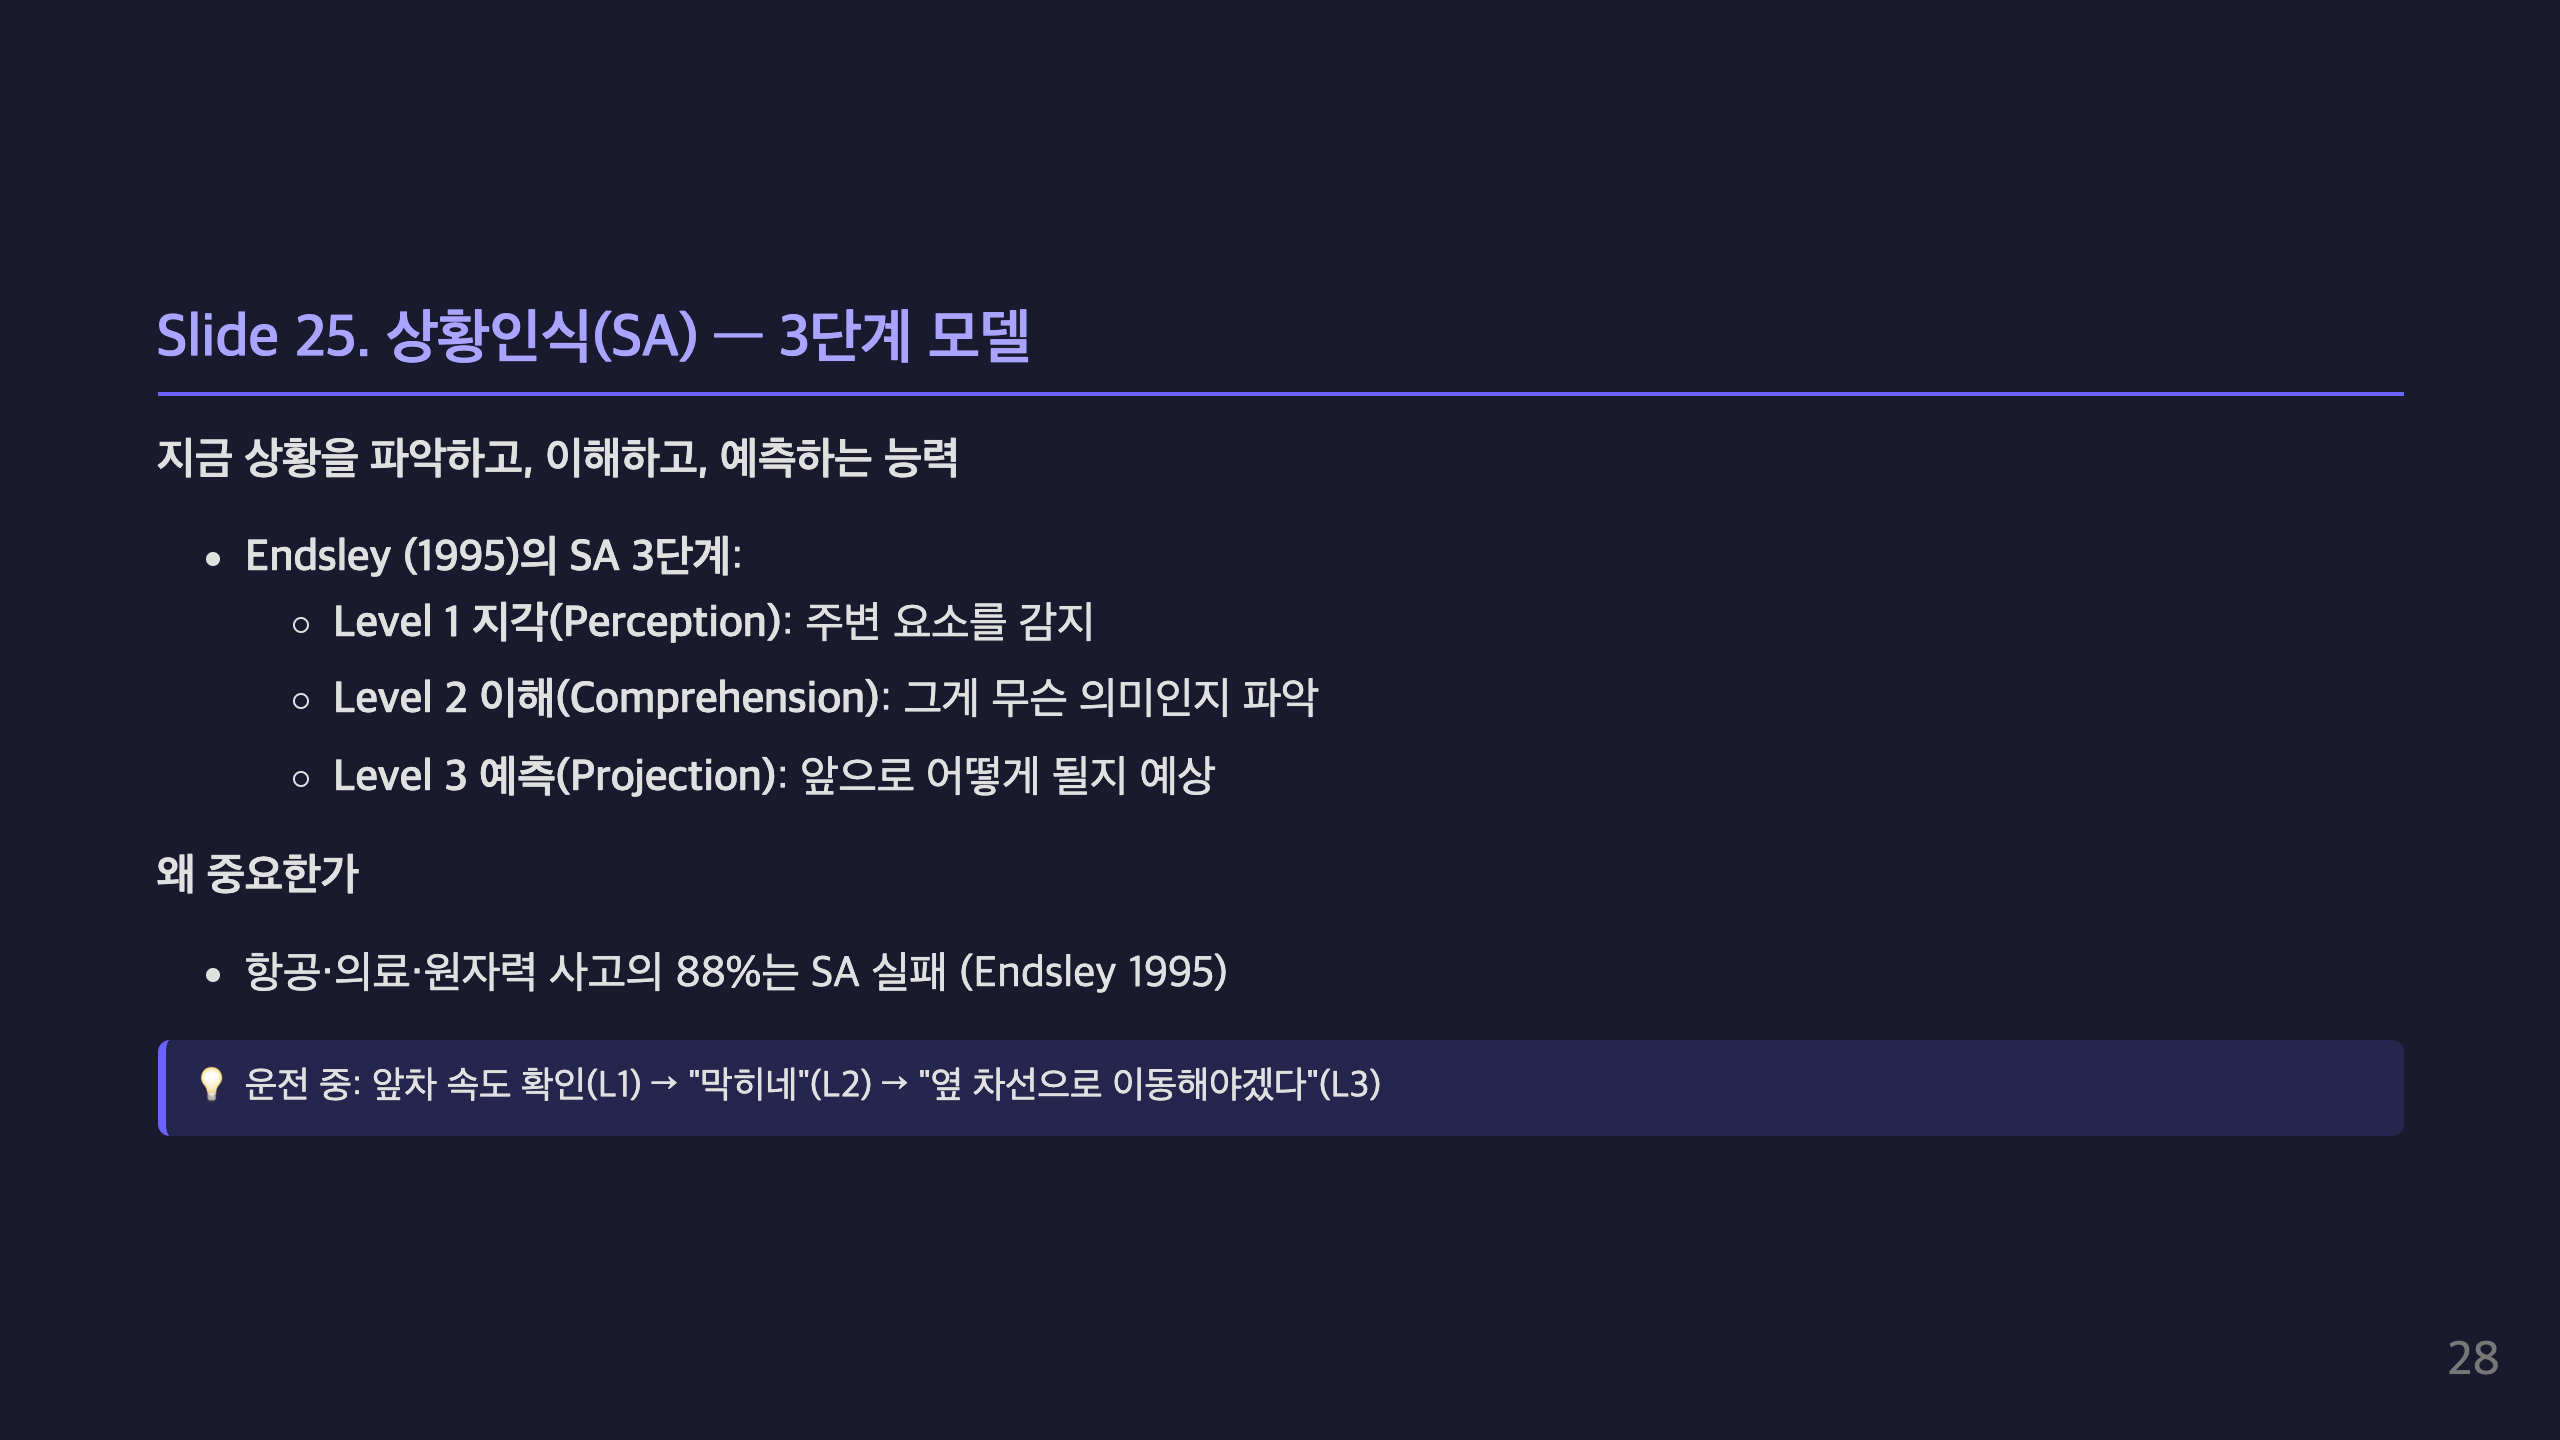 Slide 25. 상황인식(SA) — 3단계 모델
지금 상황을 파악하고, 이해하고, 예측하는 능력
• Endsley (1995)의 SA 3단계:
○ Level 1 지각(Perception): 주변 요소를 감지
○ Level 2 이해(Comprehension): 그게 무슨 의미인지 파악
○ Level 3 예측(Projection): 앞으로 어떻게 될지 예상
왜 중요한가
• 항공·의료·원자력 사고의 88%는 SA 실패 (Endsley 1995)
💡 운전 중: 앞차 속도 확인(L1) → "막히네"(L2) → "옆 차선으로 이동해야겠다"(L3)
28